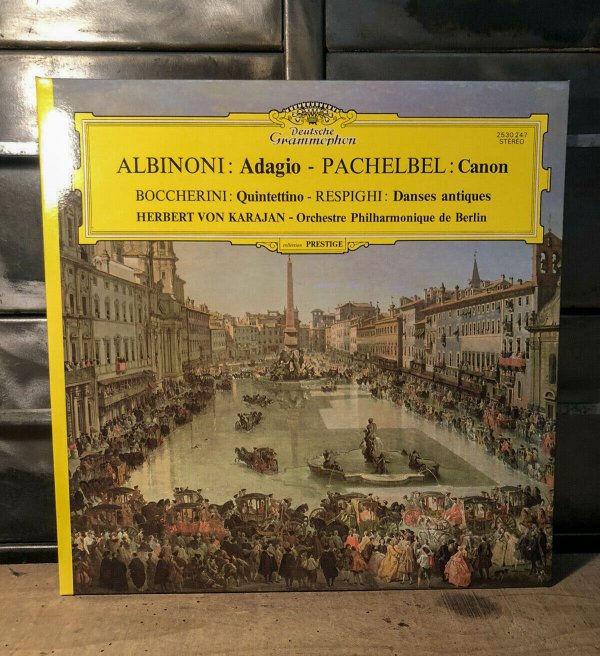 Deutsche
Grammophon
2530 247
STEREO
ALBINONI: Adagio - PACHELBEL: Canon
BOCCHERINI: Quintettino - RESPIGHI: Danses antiques
HERBERT VON KARAJAN - Orchestre Philharmonique de Berlin
collection PRESTIGE